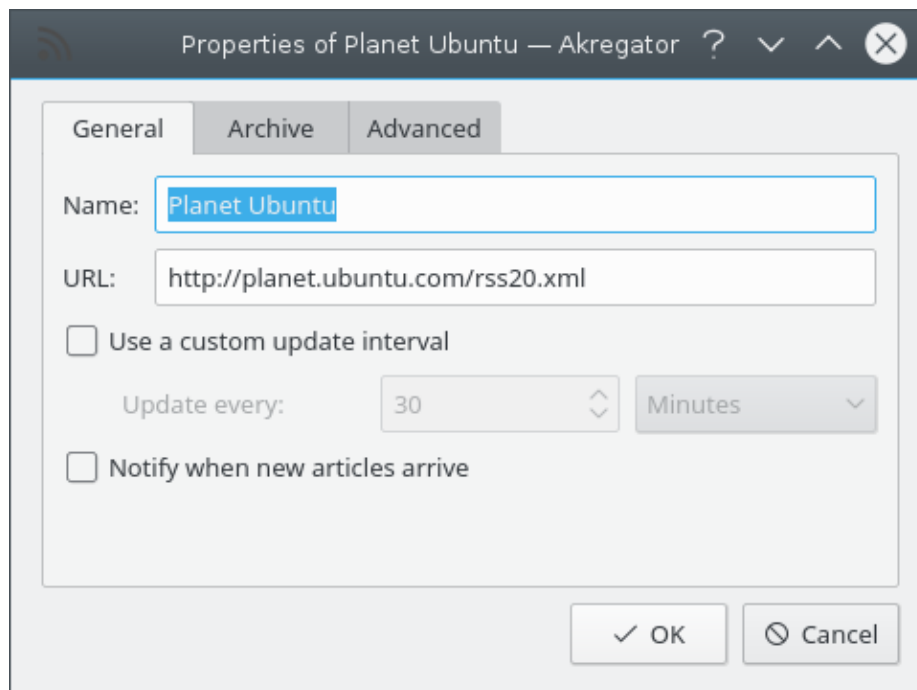 Properties of Planet Ubuntu — Akregator
General Archive Advanced
Name: Planet Ubuntu
URL: http://planet.ubuntu.com/rss20.xml
Use a custom update interval
Update every: 30 Minutes
Notify when new articles arrive
OK Cancel